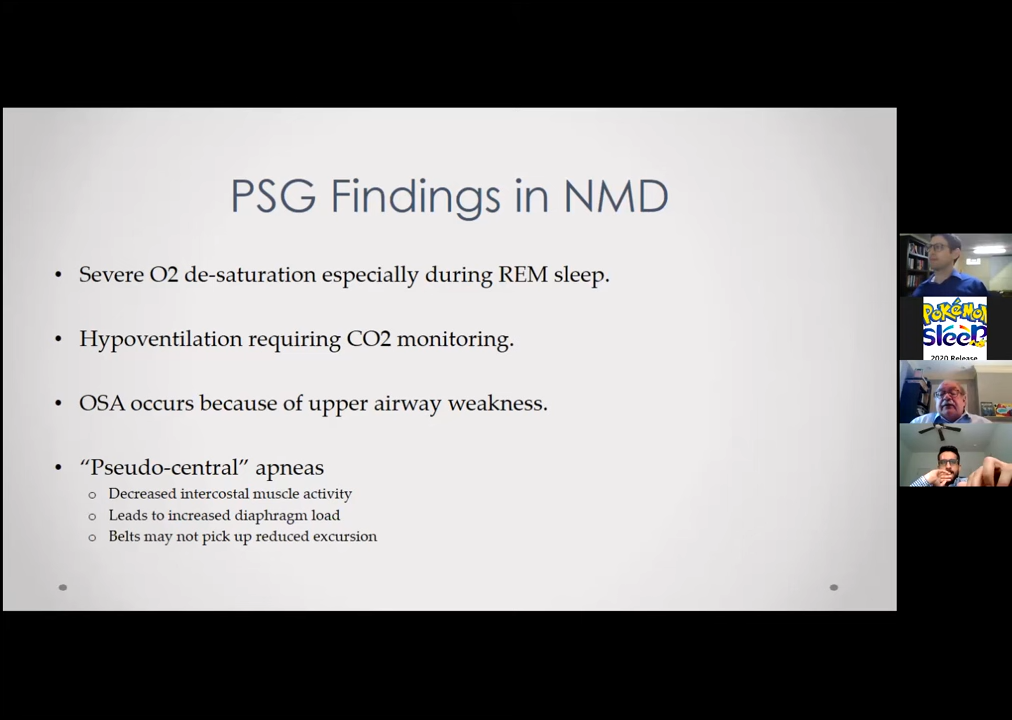 PSG Findings in NMD
• Severe O2 de-saturation especially during REM sleep.
• Hypoventilation requiring CO2 monitoring.
• OSA occurs because of upper airway weakness.
• “Pseudo-central” apneas
o Decreased intercostal muscle activity
o Leads to increased diaphragm load
o Belts may not pick up reduced excursion
Pokémon
Sleep
2020 Release